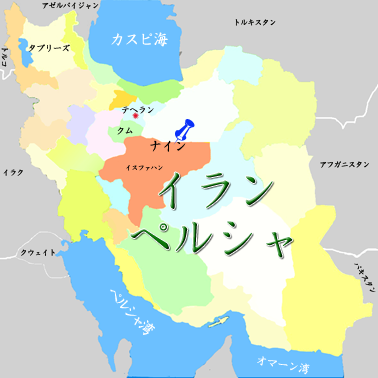 アゼルバイジャン
トルキスタン
カスピ海
タブリーズ
トルコ
テヘラン
クム
ナイン
イスファハン
アフガニスタン
イラク
イラン
ペルシャ
クウェイト
パキスタン
ペルシャ湾
オマーン湾